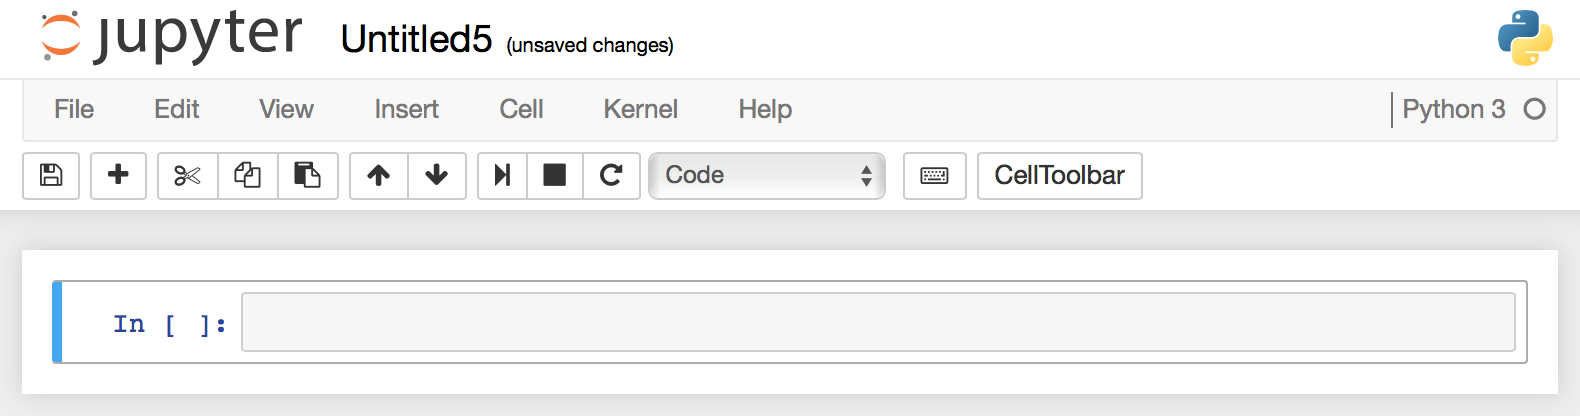 jupyter Untitled5 (unsaved changes)
File Edit View Insert Cell Kernel Help Python 3
Code CellToolbar
In [ ]: